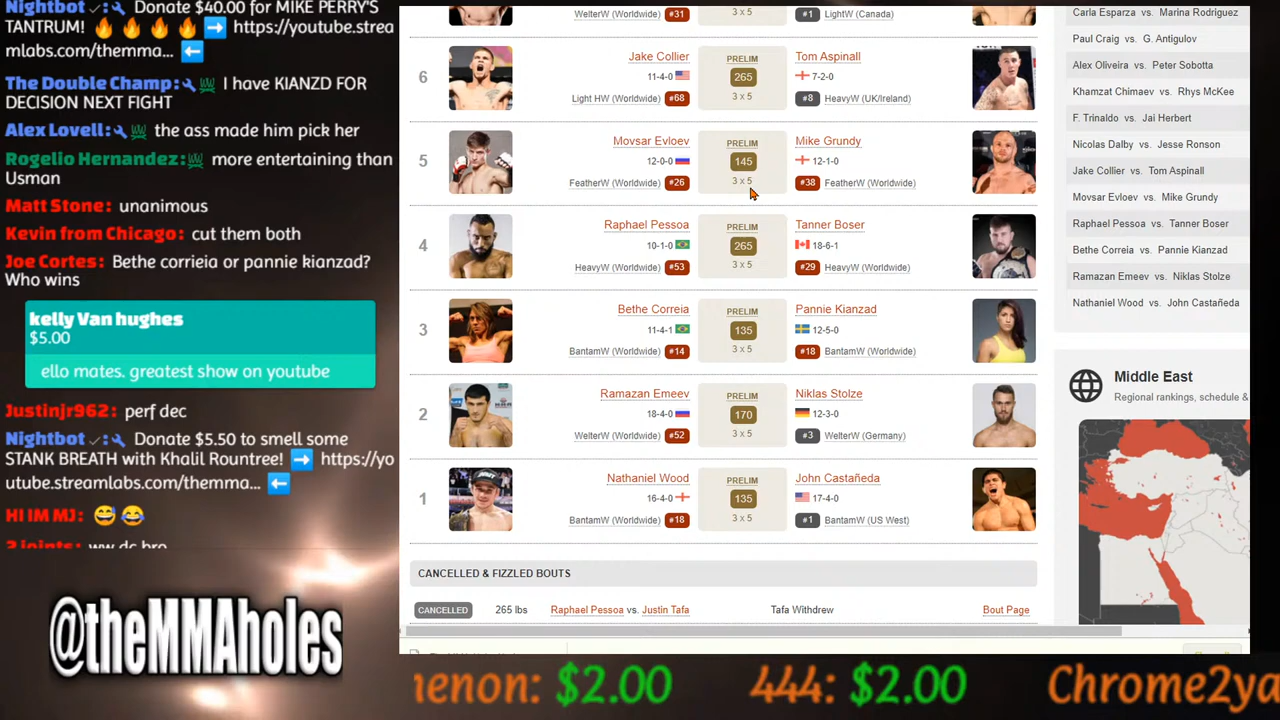 Nightbot Donate $40.00 for MIKE PERRY'S
TANTRUM! 🔥🔥🔥🔥 ➡ https://youtube.strea
mlabs.com/themma... ⬅
The Double Champ: I have KIANZD FOR
DECISION NEXT FIGHT
Alex Lovell: the ass made him pick her
Rogelio Hernandez: more entertaining than
Usman
Matt Stone: unanimous
Kevin from Chicago: cut them both
Joe Cortes: Bethe corrieia or pannie kianzad?
Who wins
kelly Van hughes
$5.00
ello mates. greatest show on youtube
Justinjr962: perf dec
Nightbot Donate $5.50 to smell some
STANK BREATH with Khalil Rountree! ➡ https://yo
utube.streamlabs.com/themma... ⬅
HI IM MJ: 😅😂
@theMMAholes
WelterW (Worldwide) #31
3 x 5
#1 LightW (Canada)
6
Jake Collier
11-4-0
Light HW (Worldwide) #68
PRELIM
265
3 x 5
Tom Aspinall
7-2-0
#8 HeavyW (UK/Ireland)
5
Movsar Evloev
12-0-0
FeatherW (Worldwide) #26
PRELIM
145
3 x 5
Mike Grundy
12-1-0
#38 FeatherW (Worldwide)
4
Raphael Pessoa
10-1-0
HeavyW (Worldwide) #53
PRELIM
265
3 x 5
Tanner Boser
18-6-1
#29 HeavyW (Worldwide)
3
Bethe Correia
11-4-1
BantamW (Worldwide) #14
PRELIM
135
3 x 5
Pannie Kianzad
12-5-0
#18 BantamW (Worldwide)
2
Ramazan Emeev
18-4-0
WelterW (Worldwide) #52
PRELIM
170
3 x 5
Niklas Stolze
12-3-0
#3 WelterW (Germany)
1
Nathaniel Wood
16-4-0
BantamW (Worldwide) #18
PRELIM
135
3 x 5
John Castañeda
17-4-0
#1 BantamW (US West)
CANCELLED & FIZZLED BOUTS
CANCELLED 265 lbs Raphael Pessoa vs. Justin Tafa Tafa Withdrew Bout Page
Carla Esparza vs. Marina Rodriguez
Paul Craig vs. G. Antigulov
Alex Oliveira vs. Peter Sobotta
Khamzat Chimaev vs. Rhys McKee
F. Trinaldo vs. Jai Herbert
Nicolas Dalby vs. Jesse Ronson
Jake Collier vs. Tom Aspinall
Movsar Evloev vs. Mike Grundy
Raphael Pessoa vs. Tanner Boser
Bethe Correia vs. Pannie Kianzad
Ramazan Emeev vs. Niklas Stolze
Nathaniel Wood vs. John Castañeda
Middle East
Regional ranking, schedule &
nenon: $2.00 444: $2.00 Chrome2ya